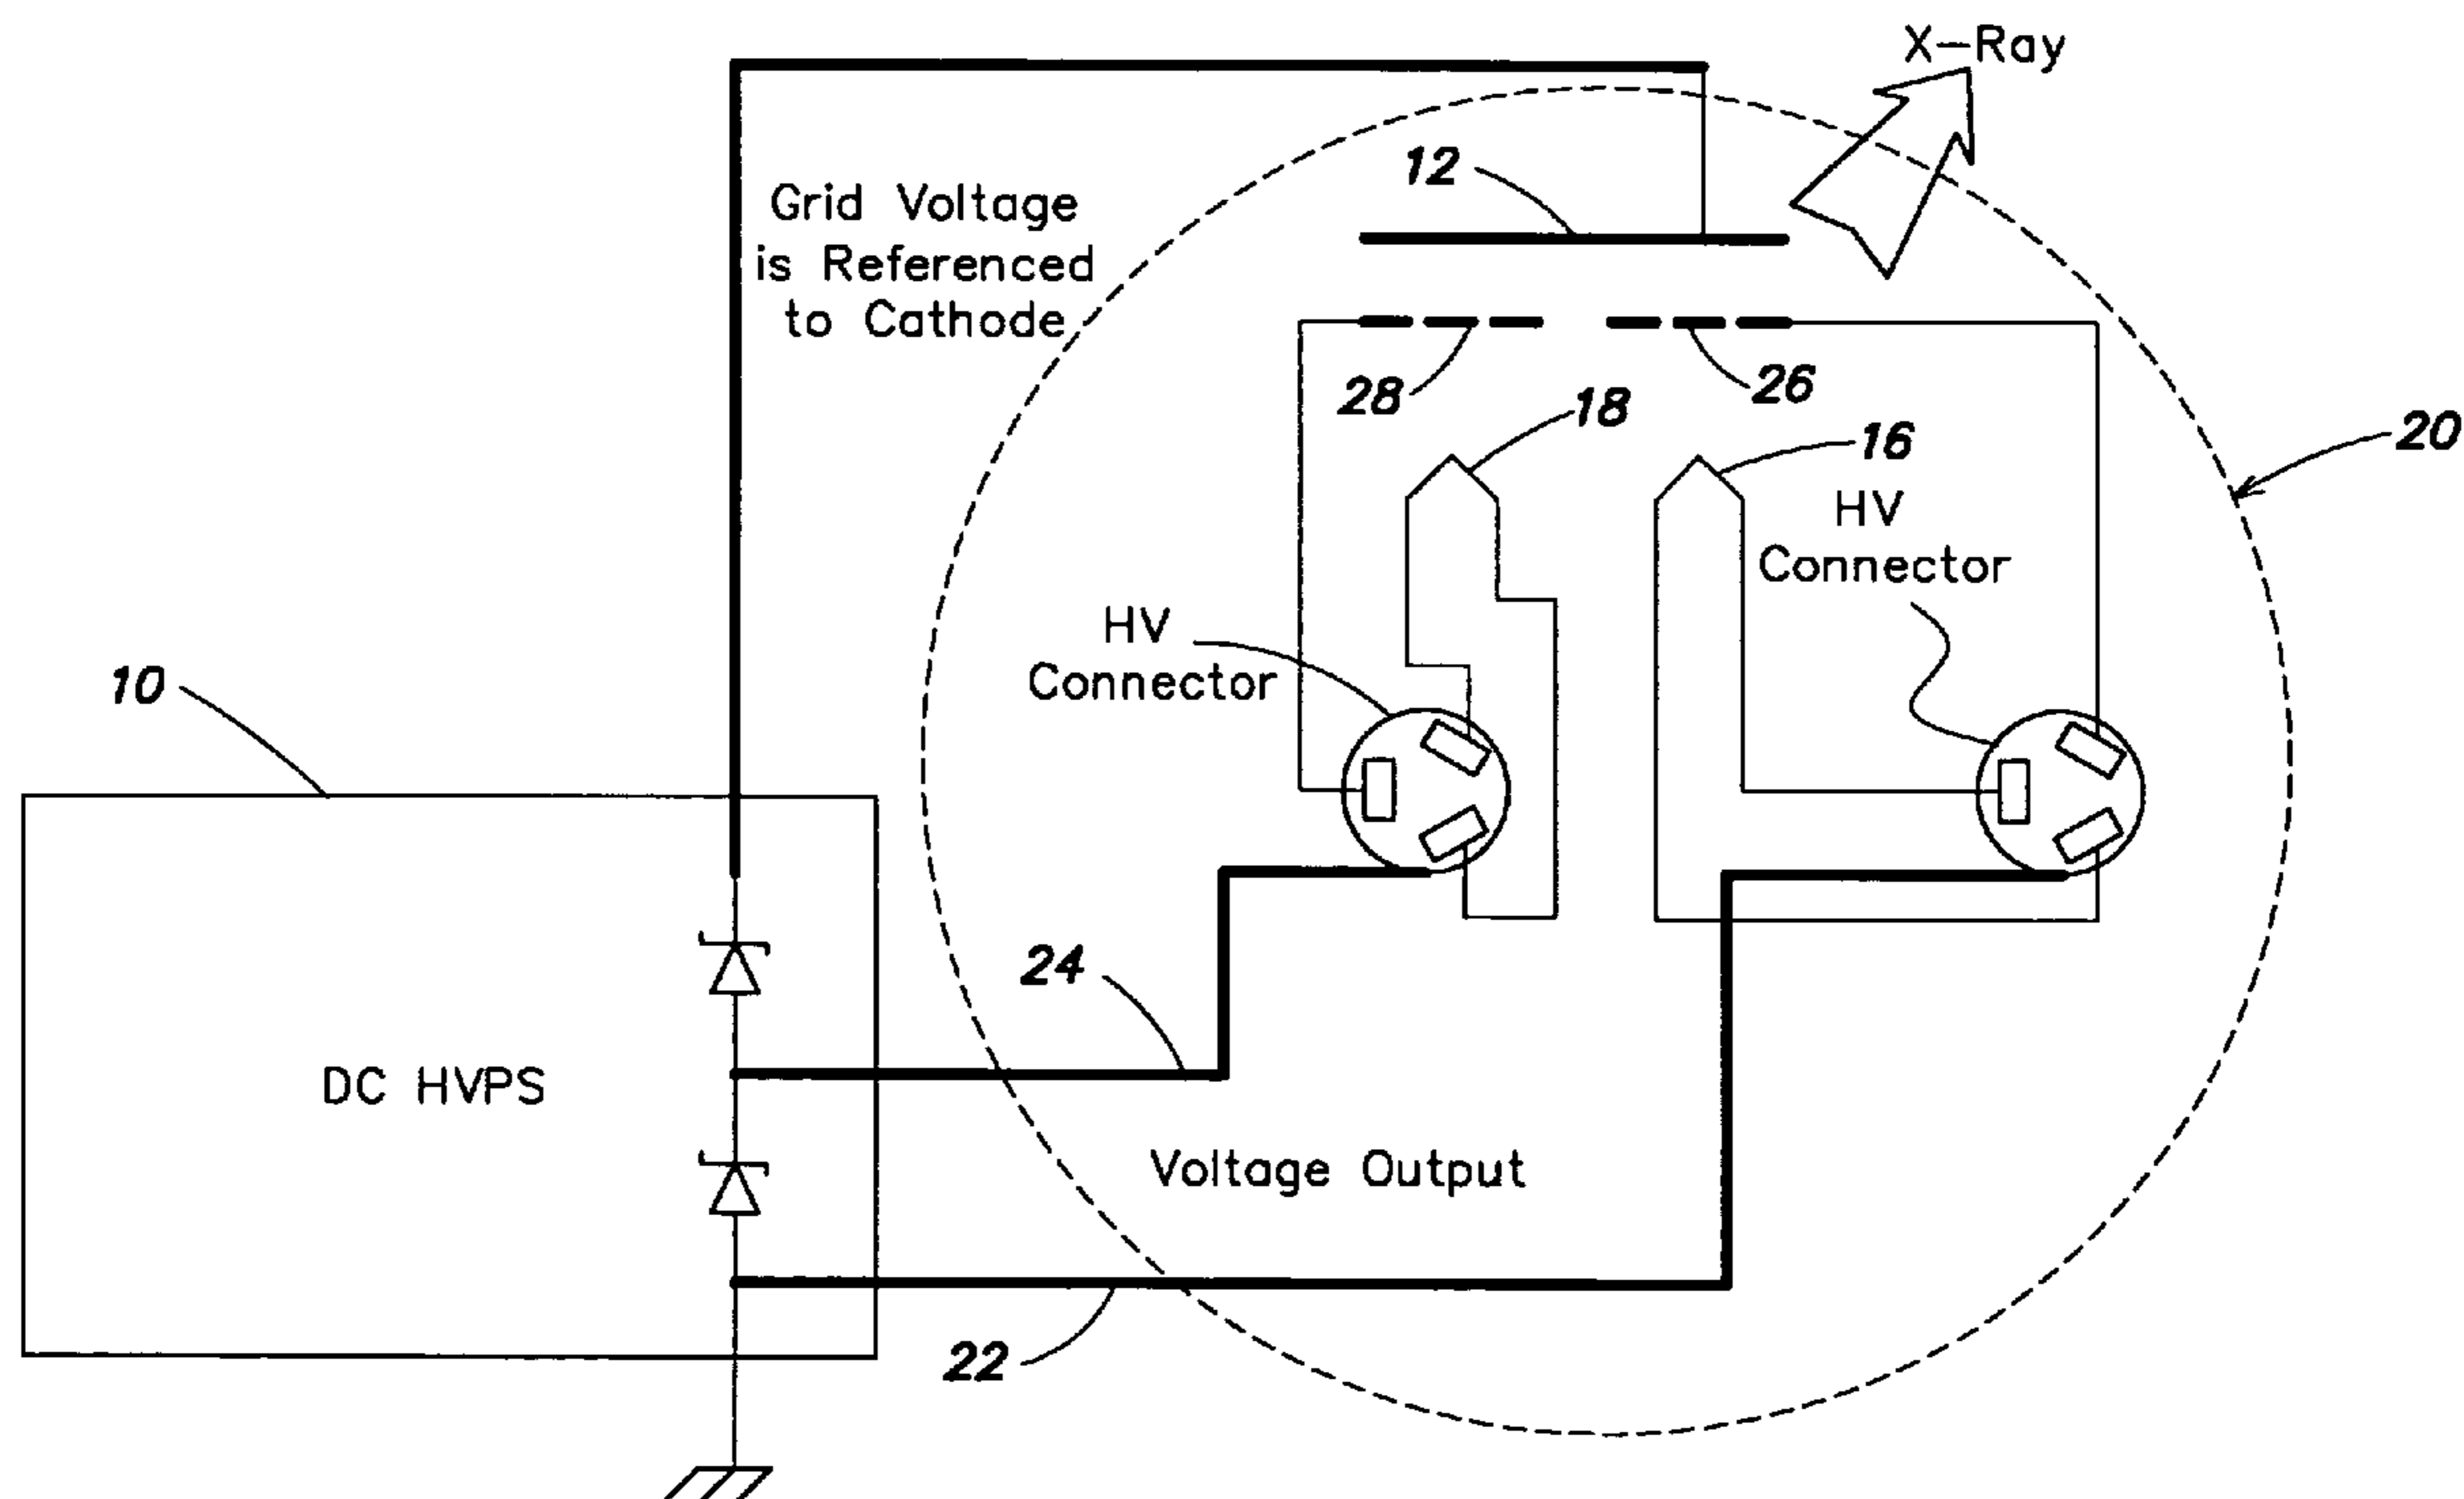 X-Ray
12
Grid Voltage
is Referenced
to Cathode
28
26
18
16
20
HV
Connector
HV
Connector
10
24
DC HVPS
Voltage Output
22